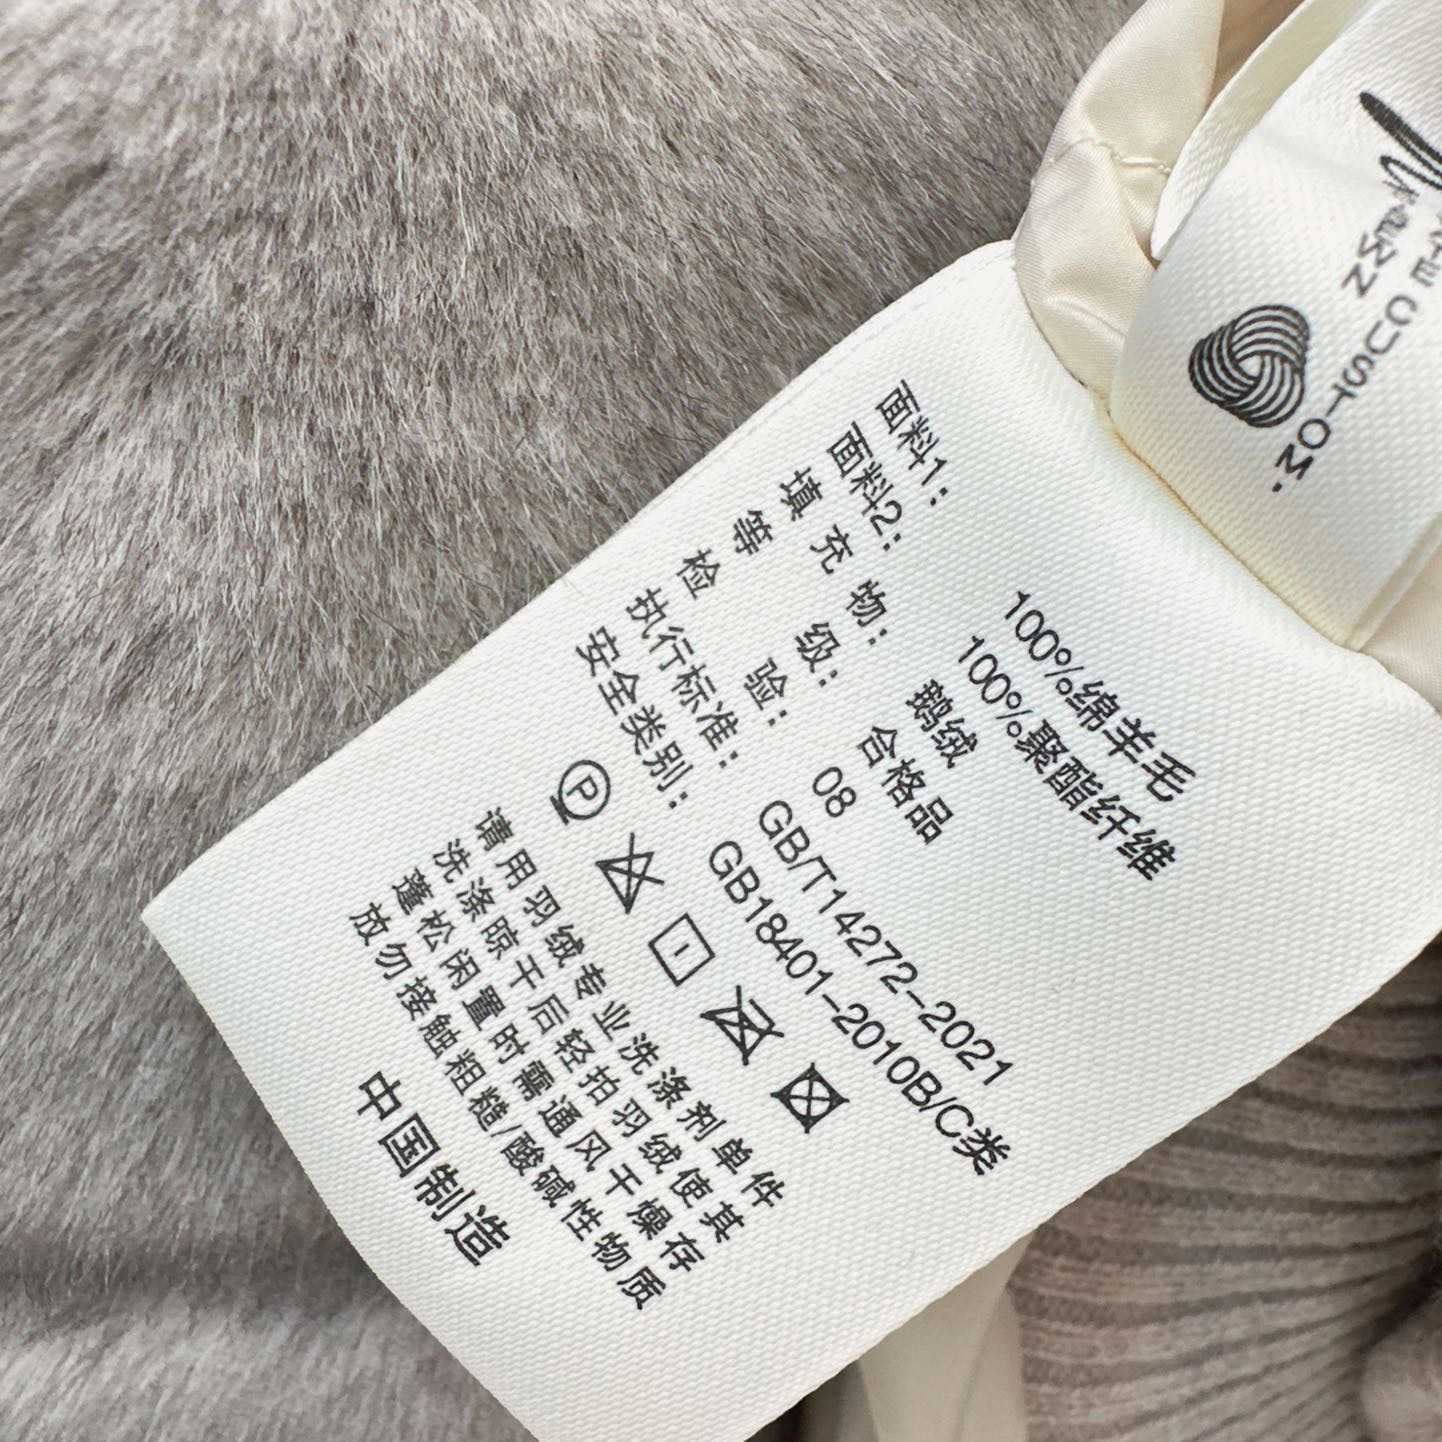 面料1: 100%绵羊毛
面料2: 100%聚酯纤维
填充物: 鹅绒
等级: 合格品
检验: 08
执行标准: GB/T14272-2021
安全类别: GB18401-2010B/C类
P
请用羽绒专业洗涤剂单件
洗涤晾干后轻拍羽绒使其
蓬松闲置时需通风干燥存
放勿接触粗糙/酸碱性物质
中国制造
CUSTOM.